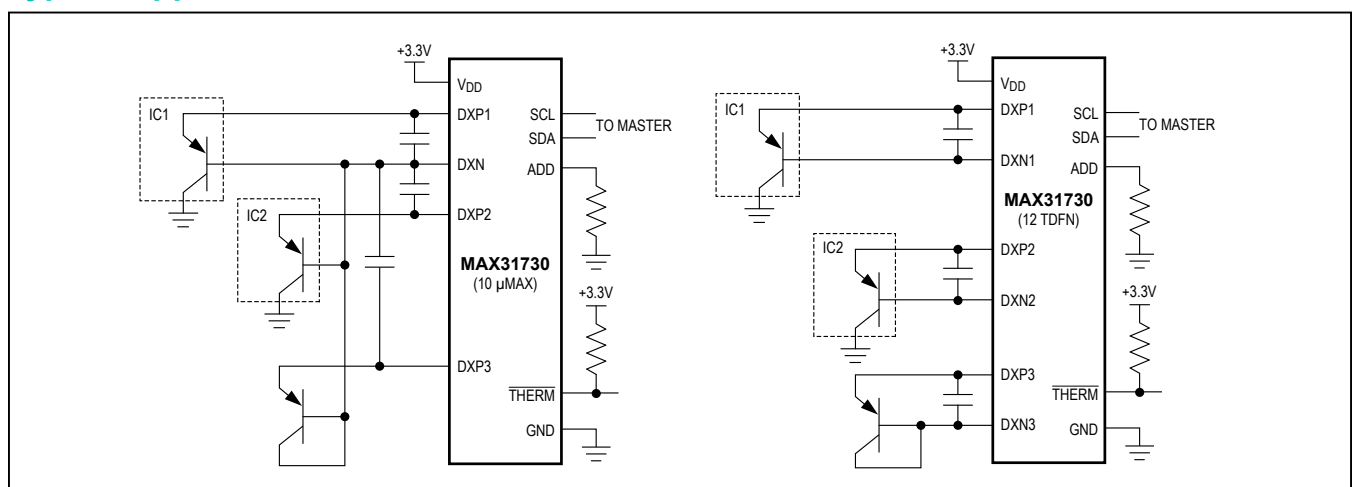 +3.3V
VDD
IC1
DXP1
SCL
TO MASTER
SDA
DXN
ADD
IC2
DXP2
MAX31730
(10 µMAX)
+3.3V
DXP3
THERM
GND
+3.3V
VDD
IC1
DXP1
SCL
TO MASTER
SDA
DXN1
ADD
MAX31730
(12 TDFN)
IC2
DXP2
DXN2
+3.3V
DXP3
THERM
DXN3
GND